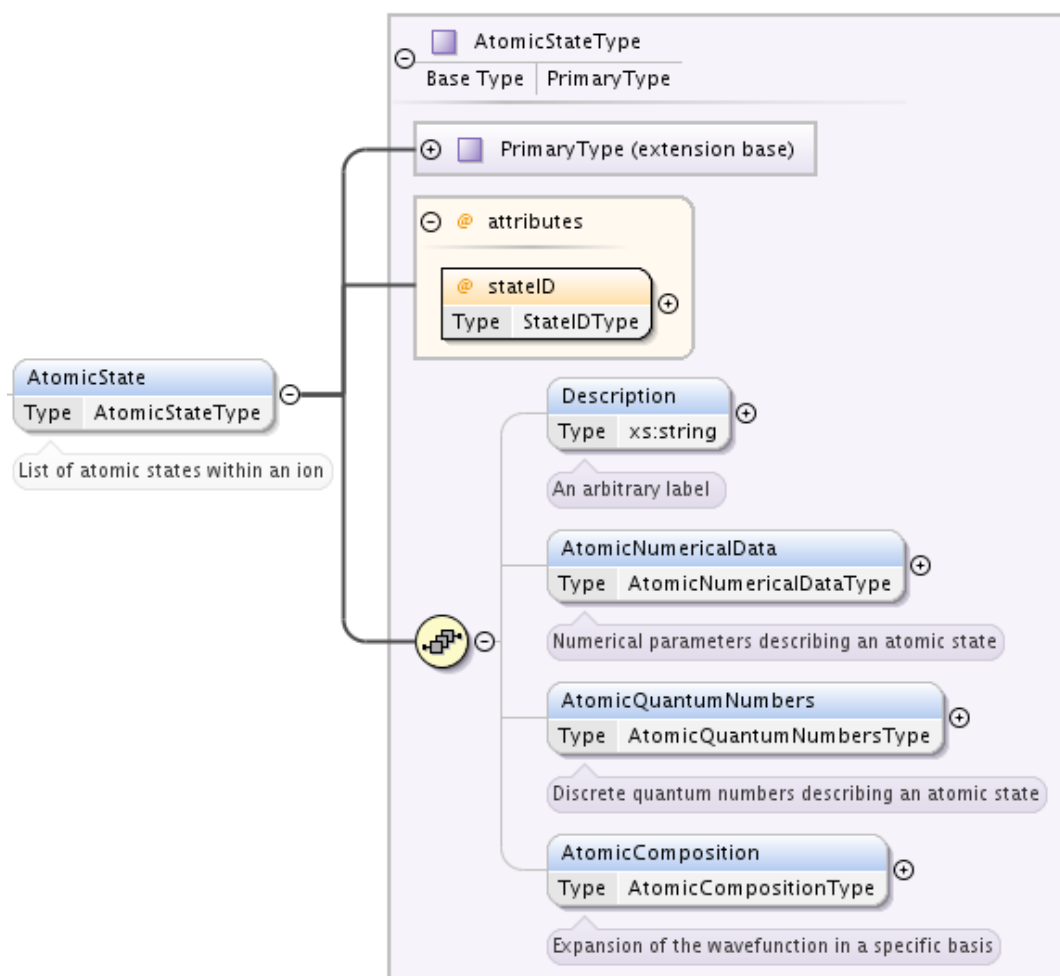 AtomicStateType
Base Type PrimaryType
PrimaryType (extension base)
@ attributes
@ stateID
Type StateIDType
AtomicState
Type AtomicStateType
List of atomic states within an ion
Description
Type xs:string
An arbitrary label
AtomicNumericalData
Type AtomicNumericalDataType
Numerical parameters describing an atomic state
AtomicQuantumNumbers
Type AtomicQuantumNumbersType
Discrete quantum numbers describing an atomic state
AtomicComposition
Type AtomicCompositionType
Expansion of the wavefunction in a specific basis